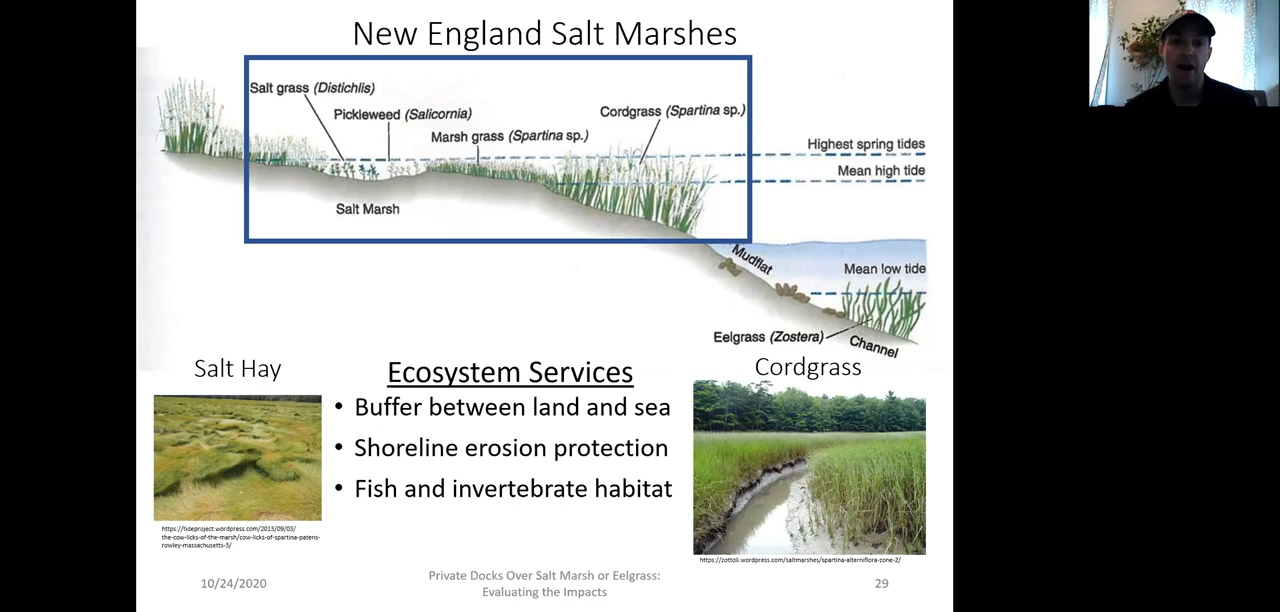 New England Salt Marshes
Salt grass (Distichlis)
Pickleweed (Salicornia)
Marsh grass (Spartina sp.)
Cordgrass (Spartina sp.)
Highest spring tides
Mean high tide
Salt Marsh
Mudflat
Mean low tide
Eelgrass (Zostera)
Channel
Salt Hay
https://tideproject.wordpress.com/2013/09/03/
the-cow-licks-of-the-marsh/cow-licks-of-spartina-patens-
rowley-massachusetts-3/
Ecosystem Services
• Buffer between land and sea
• Shoreline erosion protection
• Fish and invertebrate habitat
Cordgrass
https://zottoli.wordpress.com/saltmarshes/spartina-alterniflora-zone-2/
10/24/2020
Private Docks Over Salt Marsh or Eelgrass:
Evaluating the Impacts
29